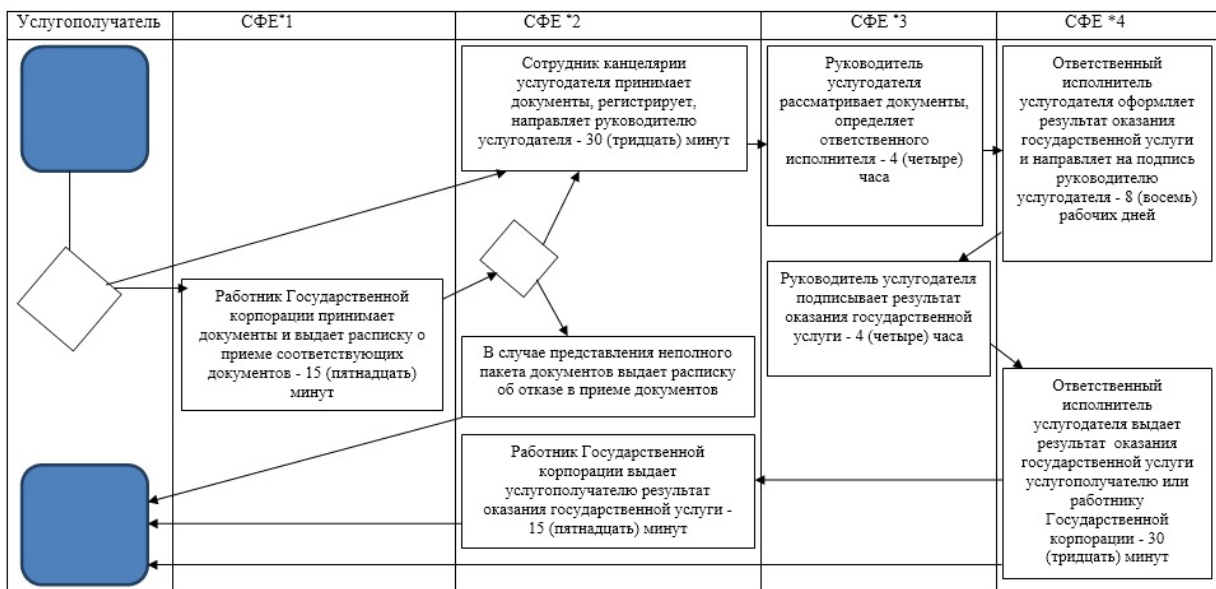 Услугополучатель
СФЕ*1
СФЕ *2
СФЕ *3
СФЕ *4
Сотрудник канцелярии
услугодателя принимает
документы, регистрирует,
направляет руководителю
услугодателя - 30 (тридцать) минут
Руководитель
услугодателя
рассматривает документы,
определяет
ответственного
исполнителя - 4 (четыре)
часа
Ответственный
исполнитель
услугодателя оформляет
результат оказания
государственной услуги
и направляет на подпись
руководителю
услугодателя - 8 (восемь)
рабочих дней
Работник Государственной
корпорации принимает
документы и выдает расписку о
приеме соответствующих
документов - 15 (пятнадцать)
минут
Руководитель услугодателя
подписывает результат
оказания государственной
услуги - 4 (четыре) часа
В случае представления неполного
пакета документов выдает расписку
об отказе в приеме документов
Ответственный
исполнитель
услугодателя выдает
результат оказания
государственной услуги
услугополучателю или
работнику
Государственной
корпорации - 30
(тридцать) минут
Работник Государственной
корпорации выдает
услугополучателю результат
оказания государственной услуги -
15 (пятнадцать) минут